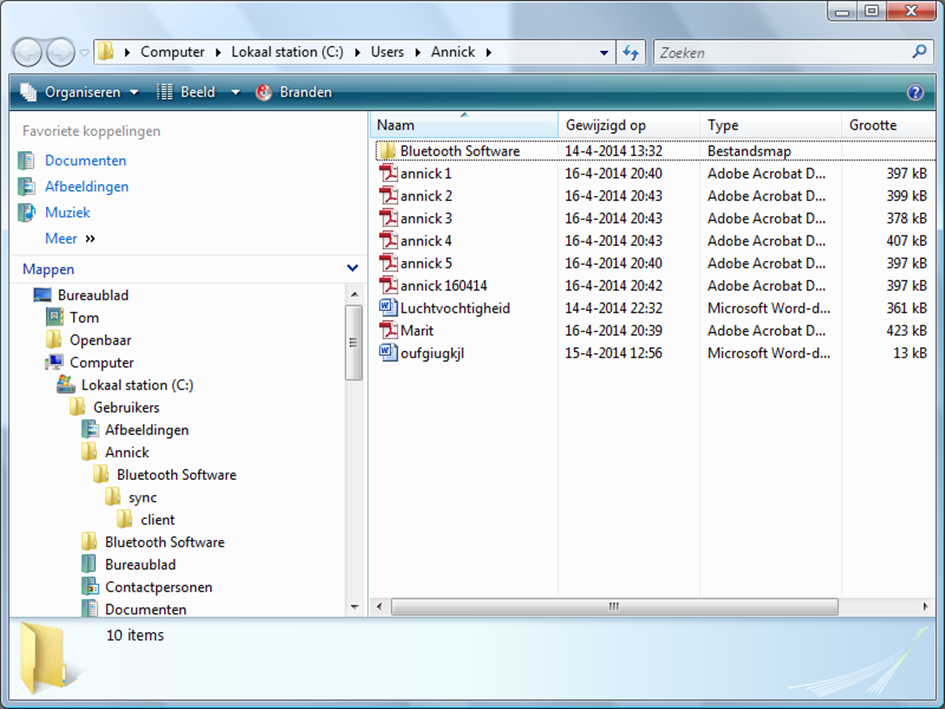 Computer Lokaal station (C:) Users Annick Zoeken
Organiseren Beeld Branden
Favoriete koppelingen
Documenten
Afbeeldingen
Muziek
Meer »
Mappen
Bureaublad
Tom
Openbaar
Computer
Lokaal station (C:)
Gebruikers
Afbeeldingen
Annick
Bluetooth Software
sync
client
Bluetooth Software
Bureaublad
Contactpersonen
Documenten
Naam Gewijzigd op Type Grootte
Bluetooth Software 14-4-2014 13:32 Bestandsmap
annick 1 16-4-2014 20:40 Adobe Acrobat D... 397 kB
annick 2 16-4-2014 20:43 Adobe Acrobat D... 399 kB
annick 3 16-4-2014 20:43 Adobe Acrobat D... 378 kB
annick 4 16-4-2014 20:43 Adobe Acrobat D... 407 kB
annick 5 16-4-2014 20:40 Adobe Acrobat D... 397 kB
annick 160414 16-4-2014 20:42 Adobe Acrobat D... 397 kB
Luchtvochtigheid 14-4-2014 22:32 Microsoft Word-d... 361 kB
Marit 16-4-2014 20:39 Adobe Acrobat D... 423 kB
oufgiugkjl 15-4-2014 12:56 Microsoft Word-d... 13 kB
10 items